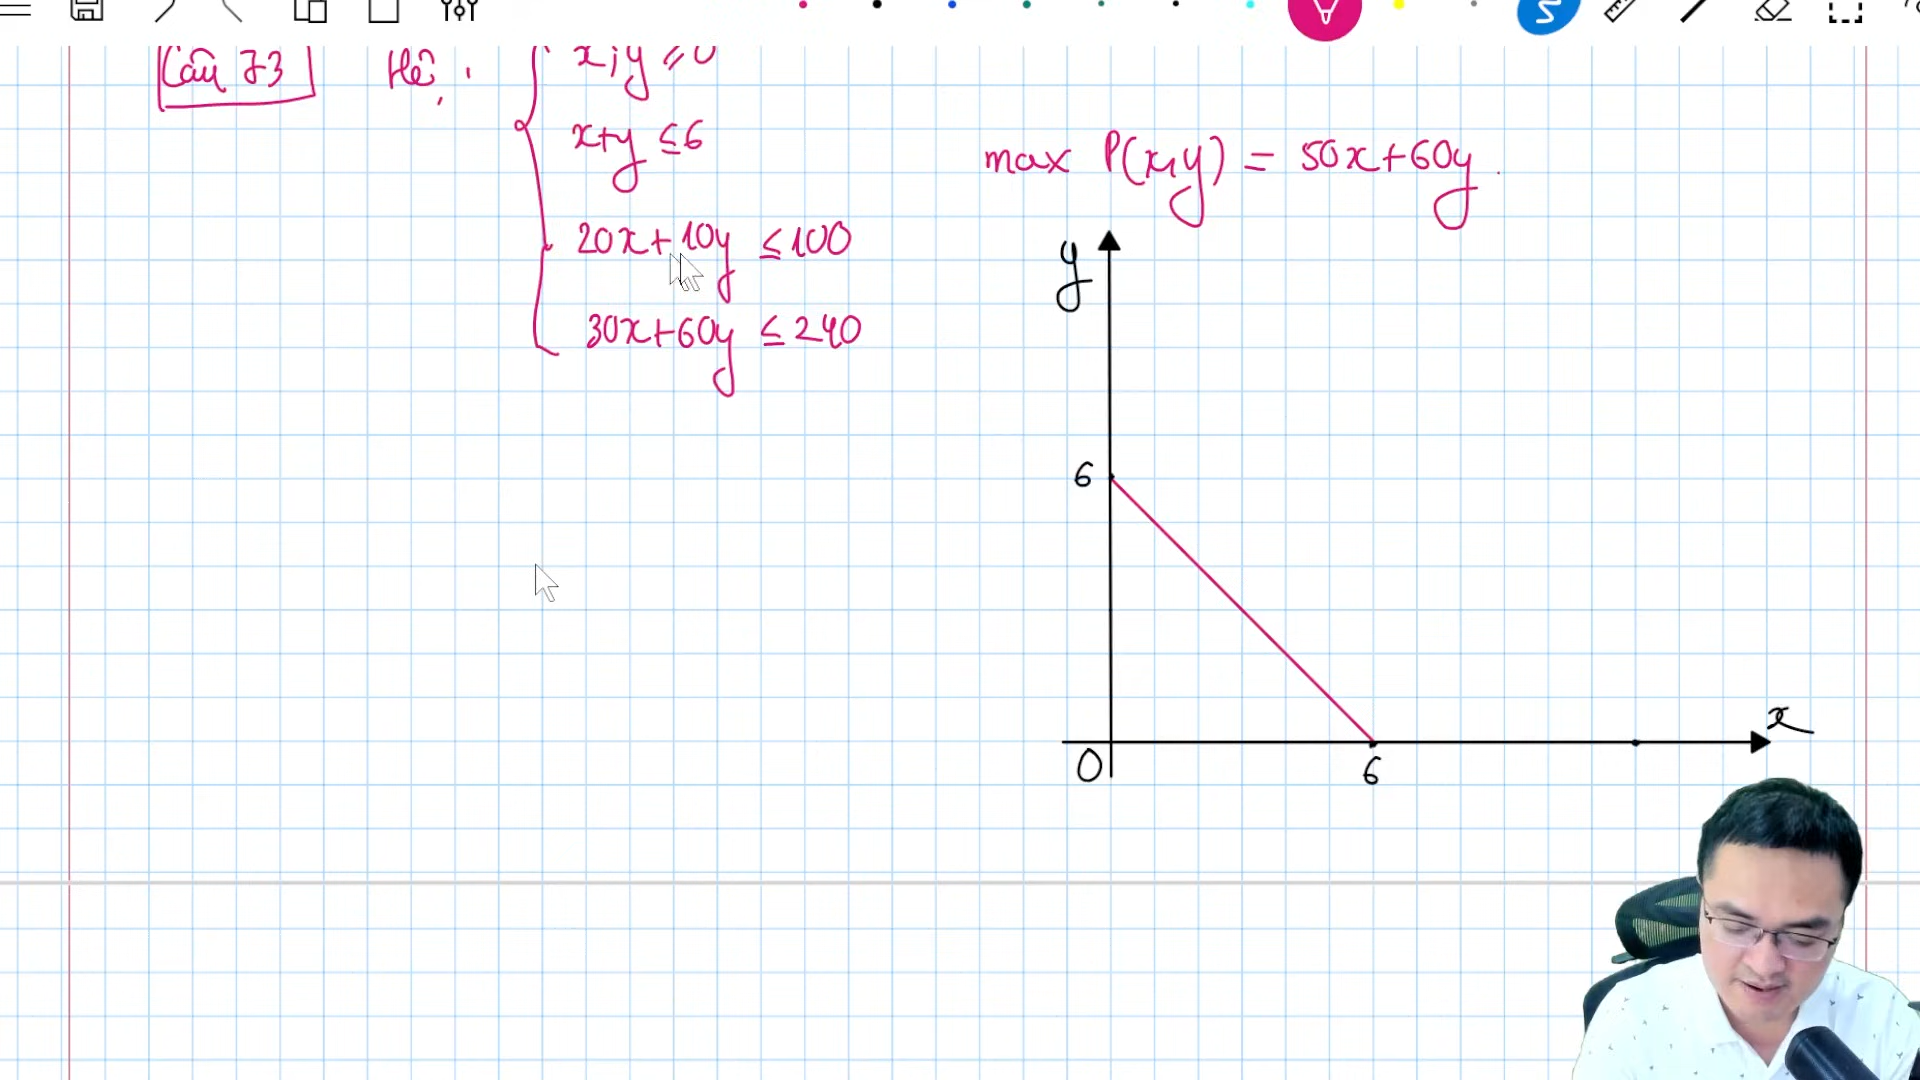 Câu 73 Hệ:
x, y ≥ 0
x+y ≤ 6
20x+10y ≤ 100
30x+60y ≤ 240
max P(x,y) = 50x+60y.
y
6
O
6
x